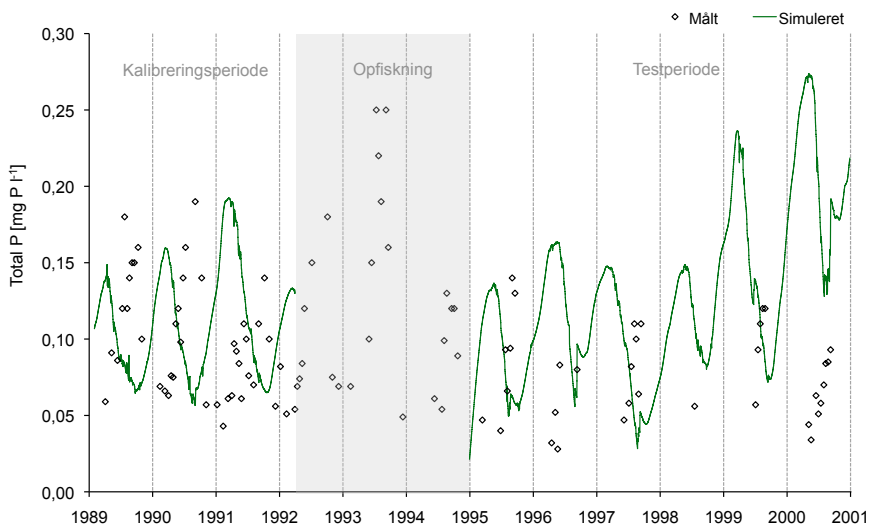 Målt Simuleret
0,30
Kalibreringsperiode Opfiskning Testperiode
0,25
0,20
0,15
0,10
0,05
0,00
Total P [mg P l-1]
1989 1990 1991 1992 1993 1994 1995 1996 1997 1998 1999 2000 2001